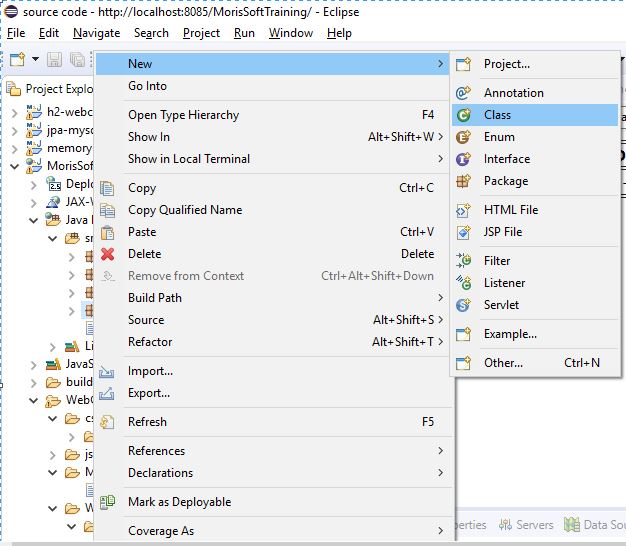 source code - http://localhost:8085/MorisSoftTraining/ - Eclipse
File Edit Navigate Search Project Run Window Help
Project Explo
h2-webc
jpa-myso
memory
MorisSof
Deplo
JAX-W
Java
sr
Li
JavaS
build
WebC
cs
js
M
W
New
Go Into
Open Type Hierarchy F4
Show In Alt+Shift+W
Show in Local Terminal
Copy Ctrl+C
Copy Qualified Name
Paste Ctrl+V
Delete Delete
Remove from Context Ctrl+Alt+Shift+Down
Build Path
Source Alt+Shift+S
Refactor Alt+Shift+T
Import...
Export...
Refresh F5
References
Declarations
Mark as Deployable
Coverage As
Project...
Annotation
Class
Enum
Interface
Package
HTML File
JSP File
Filter
Listener
Servlet
Example...
Other... Ctrl+N
perties Servers Data Sou